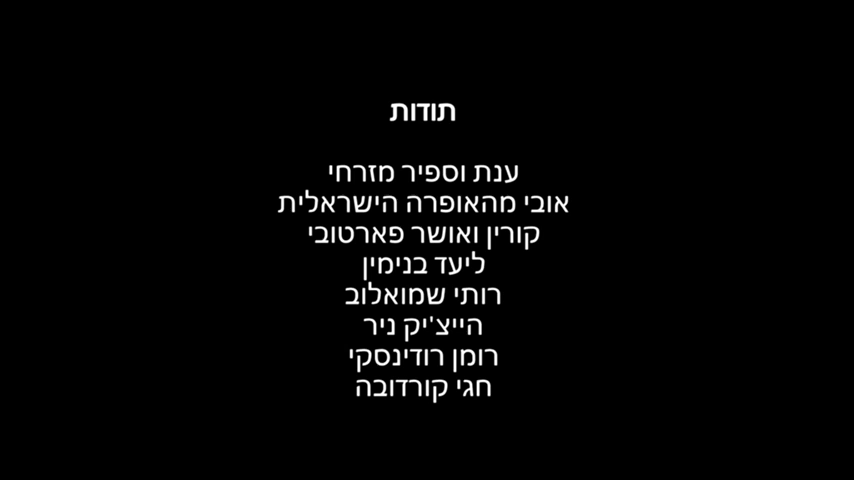 תודות
ענת וספיר מזרחי
אובי מהאופרה הישראלית
קורין ואושר פארטובי
ליעד בנימין
רותי שמואלוב
הייצ'יק ניר
רומן רודינסקי
חגי קורדובה